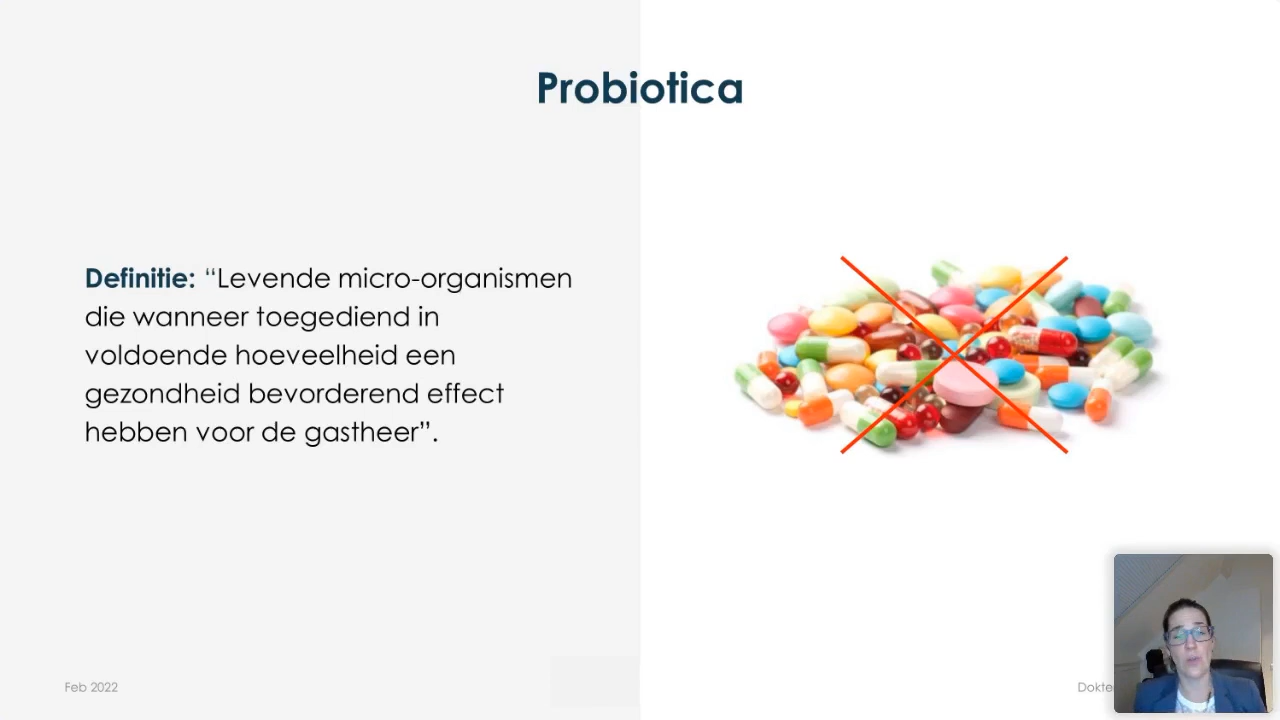 Probiotica
Definitie: “Levende micro-organismen
die wanneer toegediend in
voldoende hoeveelheid een
gezondheid bevorderend effect
hebben voor de gastheer”.
Feb 2022